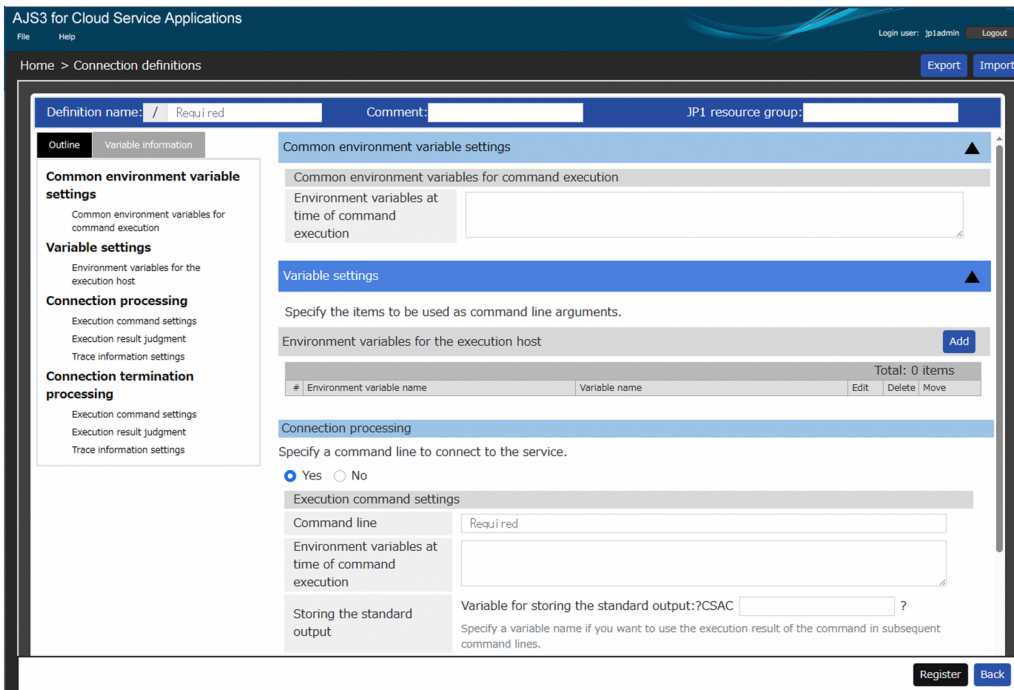 AJS3 for Cloud Service Applications
File Help
Login user: jp1admin Logout
Home > Connection definitions
Export Import
Definition name: / Required
Comment:
JP1 resource group:
Outline Variable information
Common environment variable
settings
Common environment variables for
command execution
Variable settings
Environment variables for the
execution host
Connection processing
Execution command settings
Execution result judgment
Trace information settings
Connection termination
processing
Execution command settings
Execution result judgment
Trace information settings
Common environment variable settings
Common environment variables for command execution
Environment variables at
time of command
execution
Variable settings
Specify the items to be used as command line arguments.
Environment variables for the execution host Add
Total: 0 items
# Environment variable name Variable name Edit Delete Move
Connection processing
Specify a command line to connect to the service.
Yes No
Execution command settings
Command line Required
Environment variables at
time of command
execution
Storing the standard
output
Variable for storing the standard output:?CSAC ?
Specify a variable name if you want to use the execution result of the command in subsequent
command lines.
Register Back